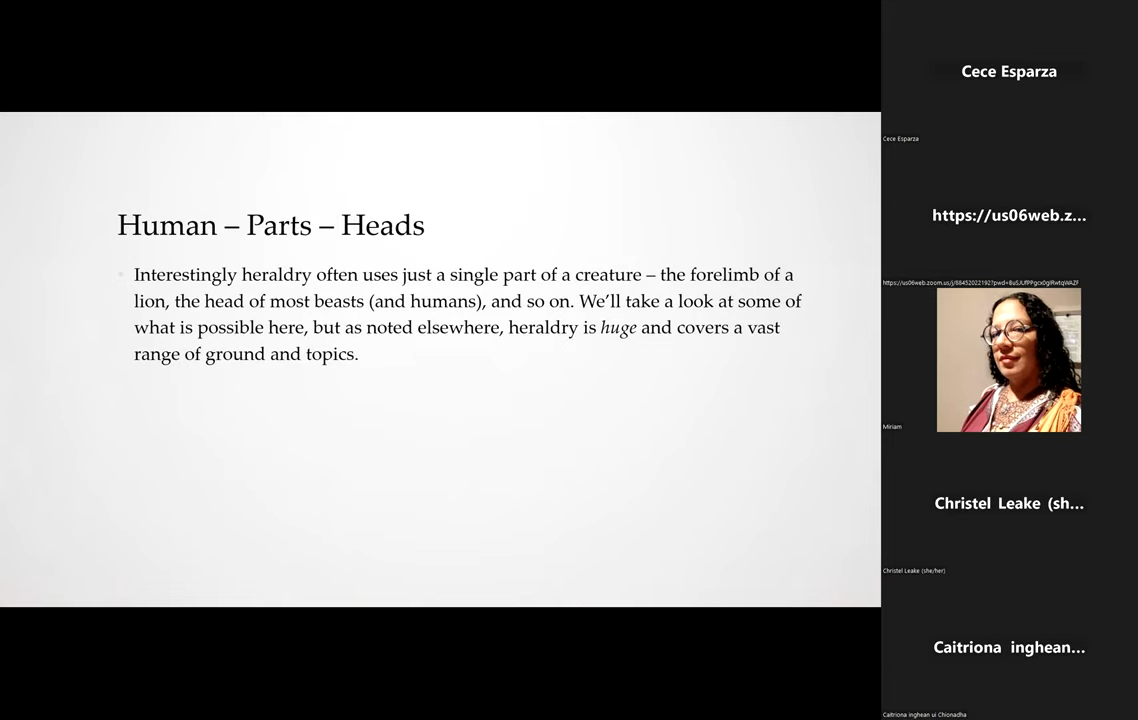 Human – Parts – Heads
• Interestingly heraldry often uses just a single part of a creature – the forelimb of a
lion, the head of most beasts (and humans), and so on. We’ll take a look at some of
what is possible here, but as noted elsewhere, heraldry is huge and covers a vast
range of ground and topics.
Cece Esparza
Cece Esparza
https://us06web.z...
Miriam
Christel Leake (sh...
Christel Leake (she/her)
Caitriona inghean...
Caitriona inghean ui Chionadha